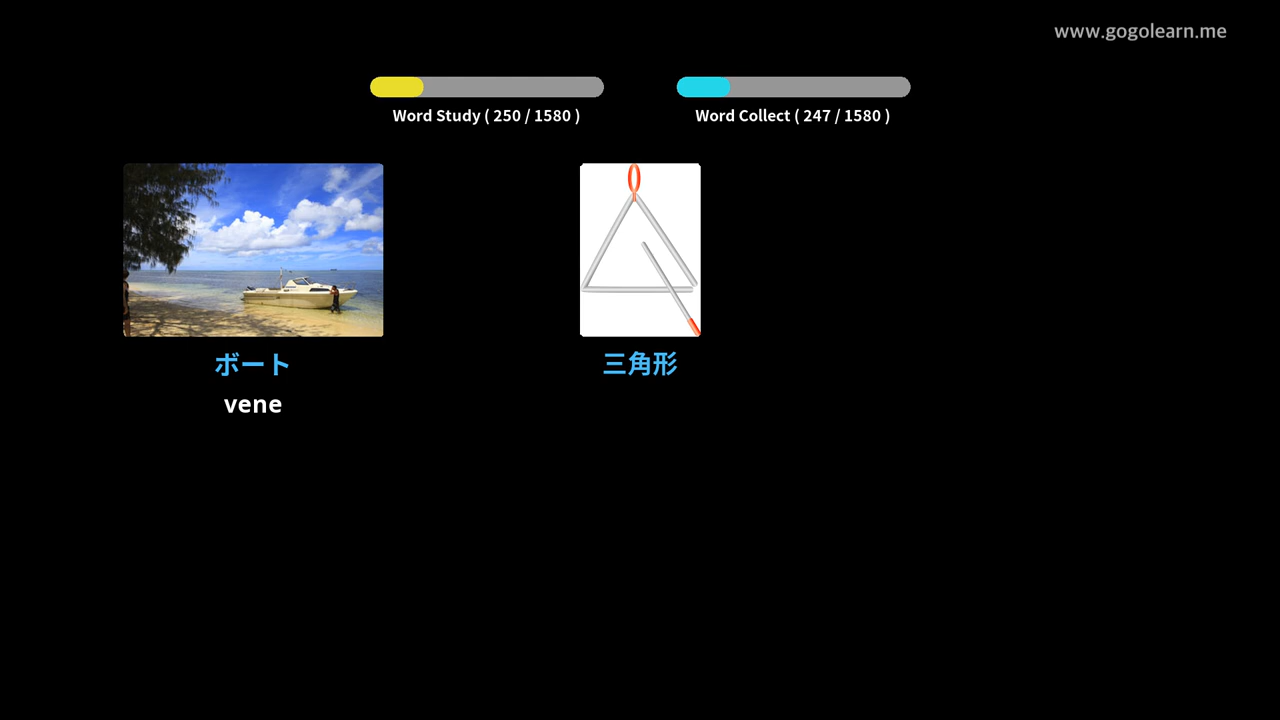 www.gogolearn.me
Word Study ( 250 / 1580 )
Word Collect ( 247 / 1580 )
ボート
三角形
vene